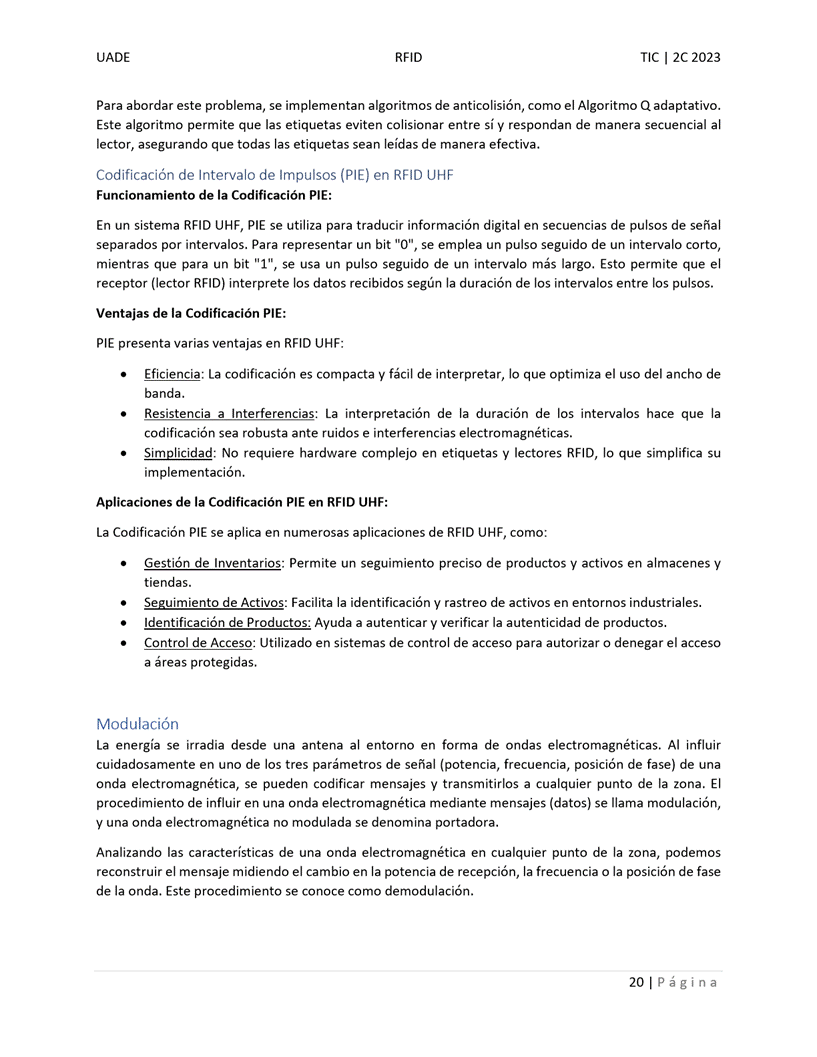 UADE RFID TIC | 2C 2023
Para abordar este problema, se implementan algoritmos de anticolisión, como el Algoritmo Q adaptativo.
Este algoritmo permite que las etiquetas eviten colisionar entre sí y respondan de manera secuencial al
lector, asegurando que todas las etiquetas sean leídas de manera efectiva.
Codificación de Intervalo de Impulsos (PIE) en RFID UHF
Funcionamiento de la Codificación PIE:
En un sistema RFID UHF, PIE se utiliza para traducir información digital en secuencias de pulsos de señal
separados por intervalos. Para representar un bit "0", se emplea un pulso seguido de un intervalo corto,
mientras que para un bit "1", se usa un pulso seguido de un intervalo más largo. Esto permite que el
receptor (lector RFID) interprete los datos recibidos según la duración de los intervalos entre los pulsos.
Ventajas de la Codificación PIE:
PIE presenta varias ventajas en RFID UHF:
• Eficiencia: La codificación es compacta y fácil de interpretar, lo que optimiza el uso del ancho de
banda.
• Resistencia a Interferencias: La interpretación de la duración de los intervalos hace que la
codificación sea robusta ante ruidos e interferencias electromagnéticas.
• Simplicidad: No requiere hardware complejo en etiquetas y lectores RFID, lo que simplifica su
implementación.
Aplicaciones de la Codificación PIE en RFID UHF:
La Codificación PIE se aplica en numerosas aplicaciones de RFID UHF, como:
• Gestión de Inventarios: Permite un seguimiento preciso de productos y activos en almacenes y
tiendas.
• Seguimiento de Activos: Facilita la identificación y rastreo de activos en entornos industriales.
• Identificación de Productos: Ayuda a autenticar y verificar la autenticidad de productos.
• Control de Acceso: Utilizado en sistemas de control de acceso para autorizar o denegar el acceso
a áreas protegidas.
Modulación
La energía se irradia desde una antena al entorno en forma de ondas electromagnéticas. Al influir
cuidadosamente en uno de los tres parámetros de señal (potencia, frecuencia, posición de fase) de una
onda electromagnética, se pueden codificar mensajes y transmitirlos a cualquier punto de la zona. El
procedimiento de influir en una onda electromagnética mediante mensajes (datos) se llama modulación,
y una onda electromagnética no modulada se denomina portadora.
Analizando las características de una onda electromagnética en cualquier punto de la zona, podemos
reconstruir el mensaje midiendo el cambio en la potencia de recepción, la frecuencia o la posición de fase
de la onda. Este procedimiento se conoce como demodulación.
20 | Página